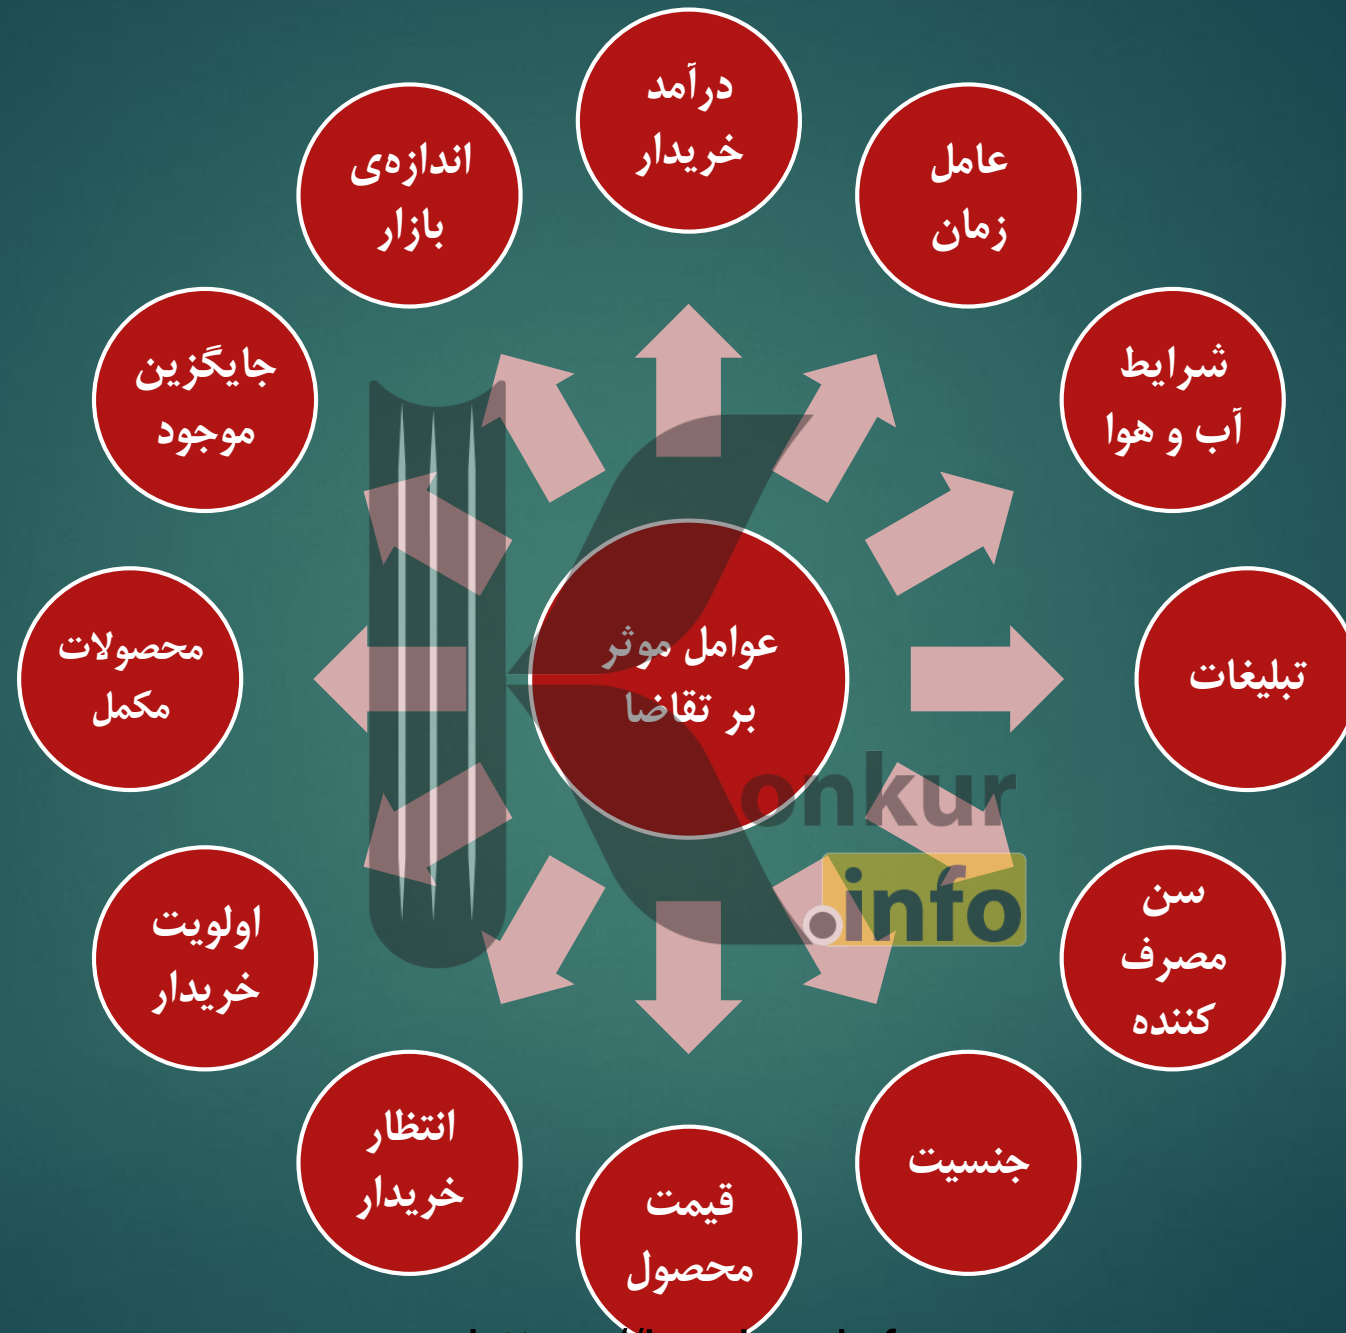 درآمد
خریدار
عامل
زمان
شرایط
آب و هوا
تبلیغات
سن
مصرف
کننده
جنسیت
قیمت
محصول
انتظار
خریدار
اولویت
خریدار
محصولات
مکمل
جایگزین
موجود
اندازه‌ی
بازار
عوامل موثر
بر تقاضا
onkur
.info